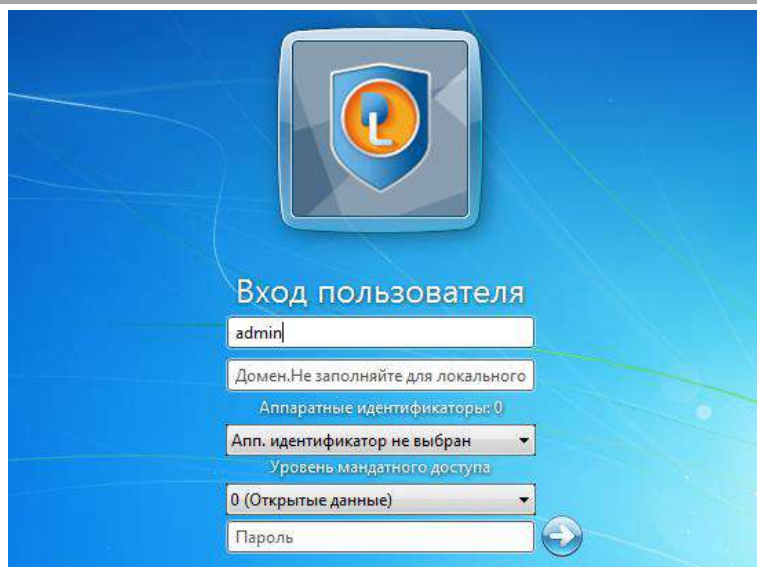 DL
Вход пользователя
admin
Домен.Не заполняйте для локального
Аппаратные идентификаторы: 0
Апп. идентификатор не выбран
Уровень мандатного доступа
0 (Открытые данные)
Пароль